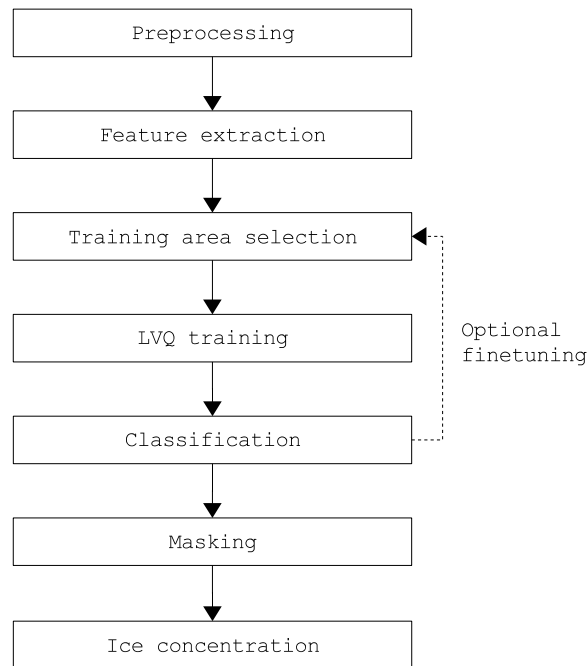 Preprocessing
Feature extraction
Training area selection
LVQ training
Optional
finetuning
Classification
Masking
Ice concentration